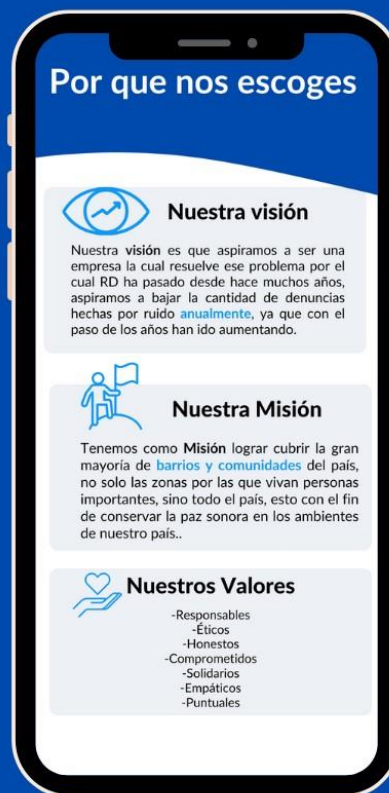 Por que nos escoges
Nuestra visión
Nuestra visión es que aspiramos a ser una
empresa la cual resuelve ese problema por el
cual RD ha pasado desde hace muchos años,
aspiramos a bajar la cantidad de denuncias
hechas por ruido anualmente, ya que con el
paso de los años han ido aumentando.
Nuestra Misión
Tenemos como Misión lograr cubrir la gran
mayoría de barrios y comunidades del país,
no solo las zonas por las que vivan personas
importantes, sino todo el país, esto con el fin
de conservar la paz sonora en los ambientes
de nuestro país..
Nuestros Valores
-Responsables
-Éticos
-Honestos
-Comprometidos
-Solidarios
-Empáticos
-Puntuales